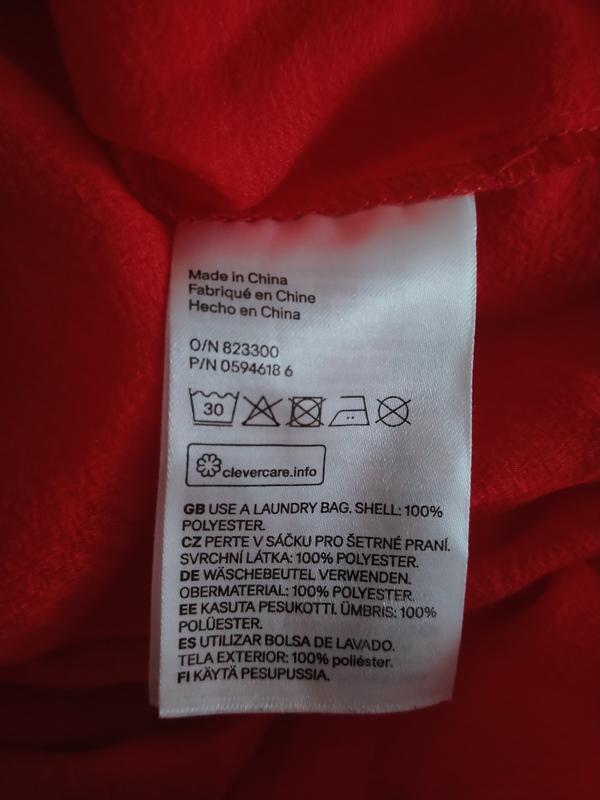 Made in China
Fabriqué en Chine
Hecho en China
O/N 823300
P/N 0594618 6
30
clevercare.info
GB USE A LAUNDRY BAG. SHELL: 100%
POLYESTER.
CZ PERTE V SÁČKU PRO ŠETRNÉ PRANÍ.
SVRCHNÍ LÁTKA: 100% POLYESTER.
DE WÄSCHEBEUTEL VERWENDEN.
OBERMATERIAL: 100% POLYESTER.
EE KASUTA PESUKOTTI. ÜMBRIS: 100%
POLÜESTER.
ES UTILIZAR BOLSA DE LAVADO.
TELA EXTERIOR: 100% poliéster.
FI KÄYTÄ PESUPUSSIA.